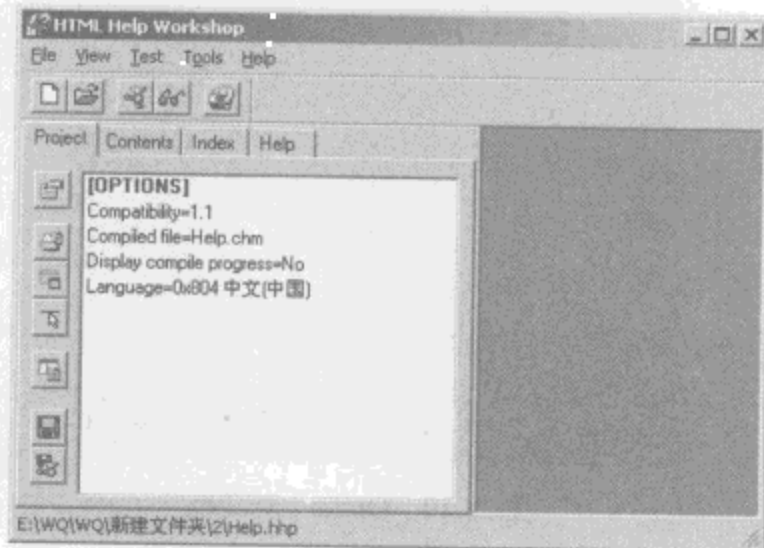 HTML Help Workshop
File View Test Tools Help
Project Contents Index Help
[OPTIONS]
Compatibility=1.1
Compiled file=Help.chm
Display compile progress=No
Language=0x804 中文(中国)
E:\WQ\WQ\新建文件夹\2\Help.hhp